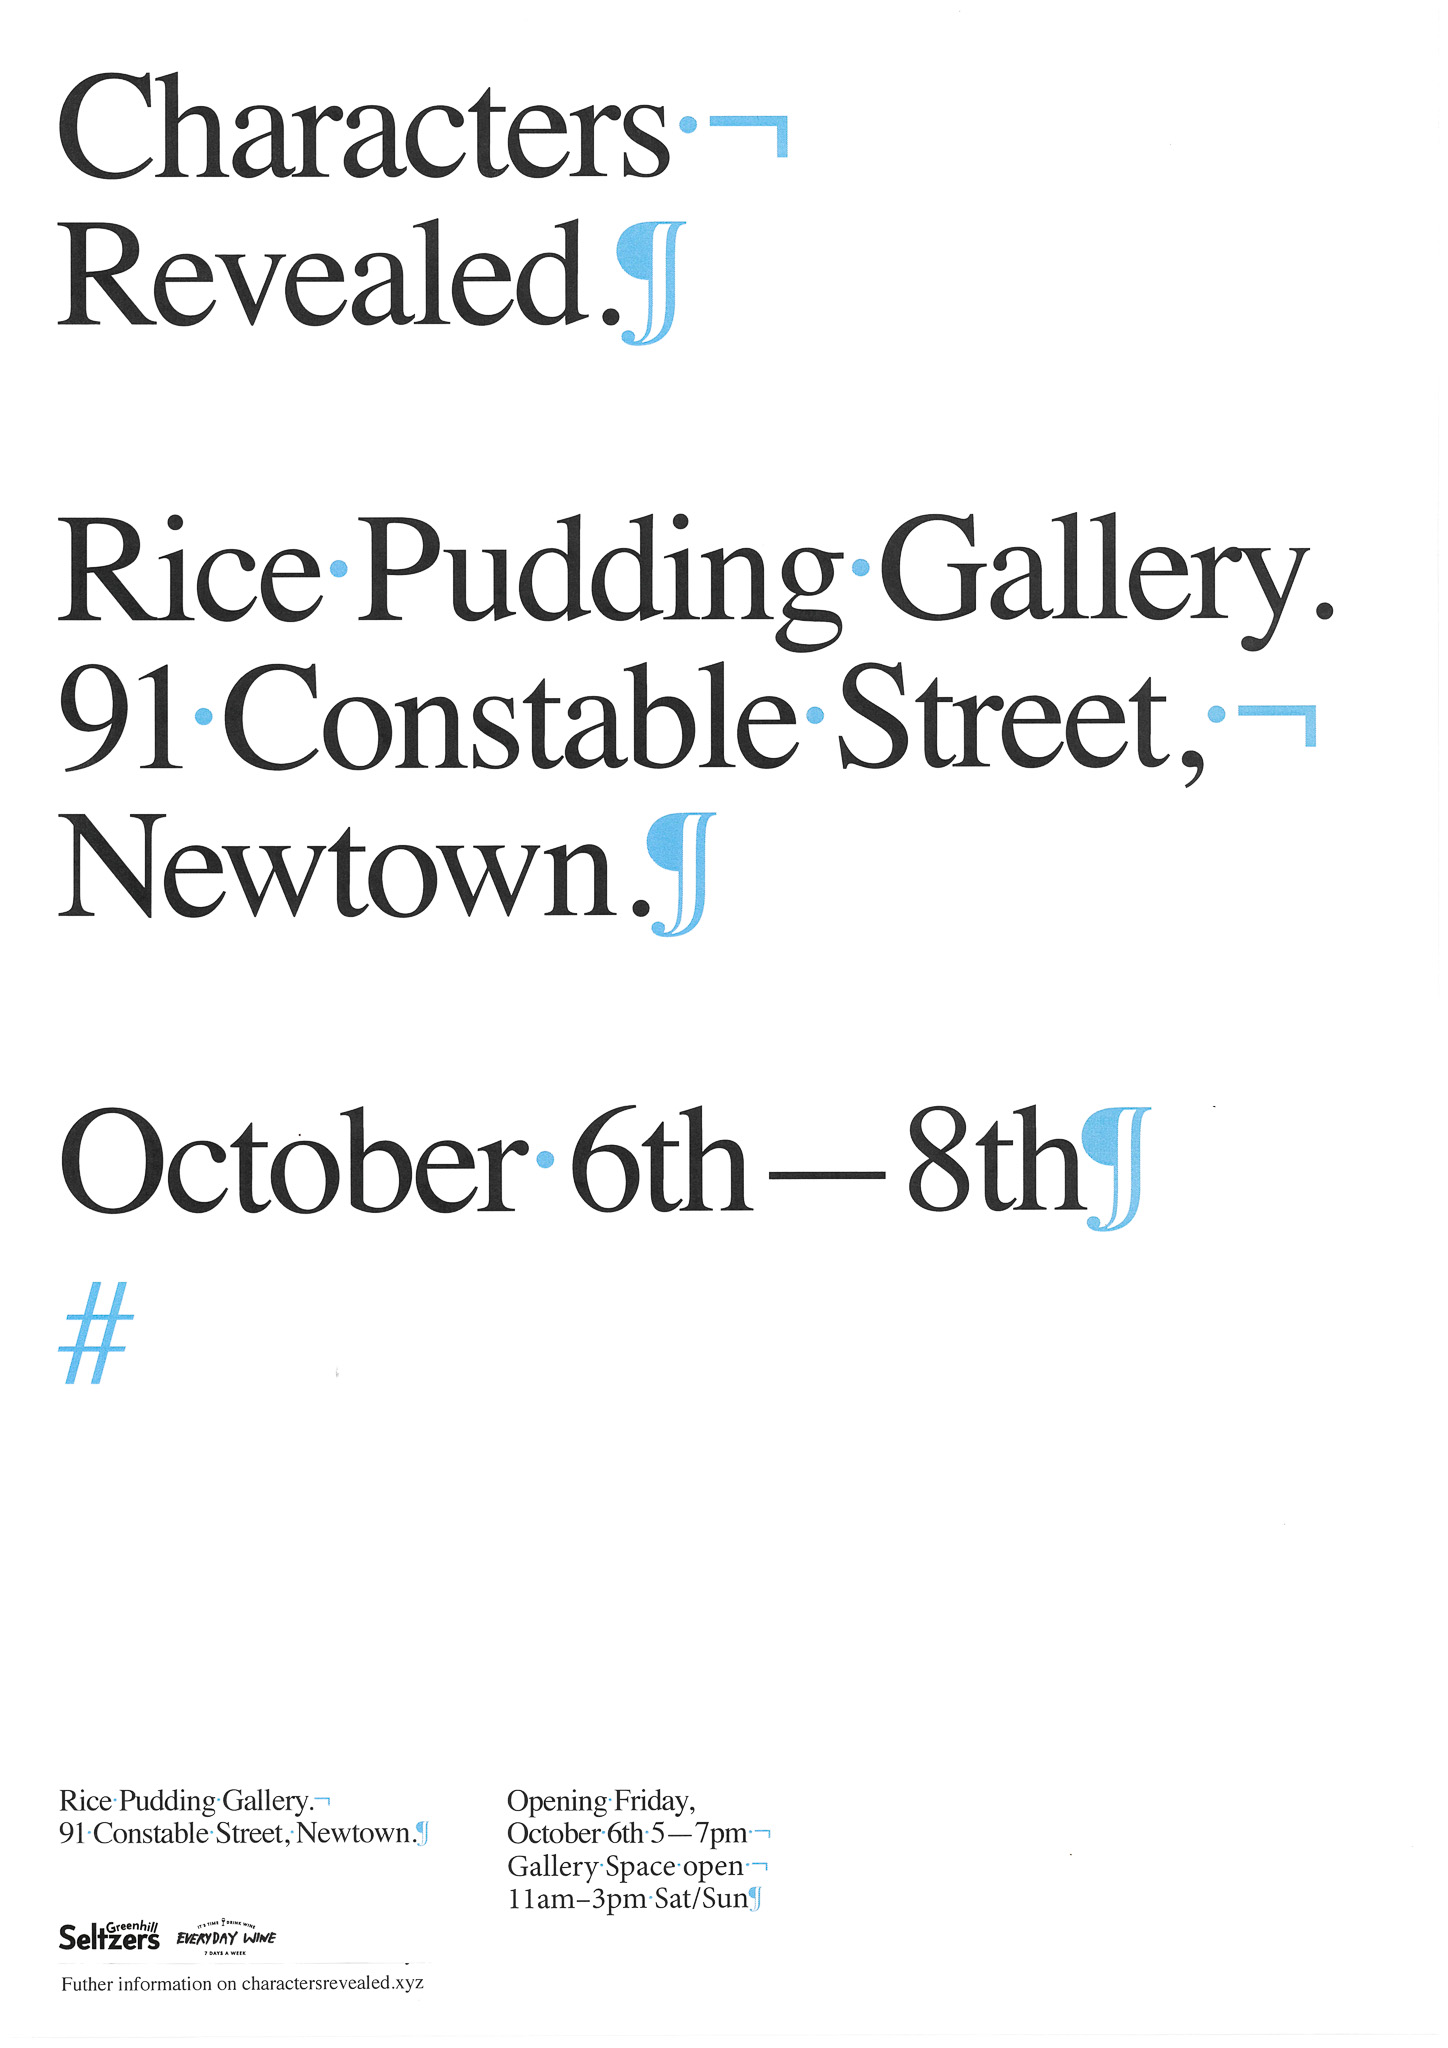 Characters·¬
Revealed.¶
Rice·Pudding·Gallery.
91·Constable·Street,·¬
Newtown.¶
October·6th—8th¶
#
Rice·Pudding·Gallery.¬
91·Constable·Street,·Newtown.¶
Opening·Friday,
October·6th·5—7pm·¬
Gallery·Space·open·¬
11am–3pm·Sat/Sun¶
Greenhill
Seltzers
IT'S TIME DRINK WINE
EVERYDAY WINE
7 DAYS A WEEK
Futher information on charactersrevealed.xyz